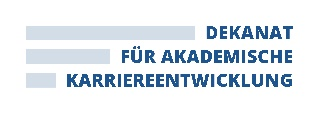 DEKANAT
FÜR AKADEMISCHE
KARRIEREENTWICKLUNG